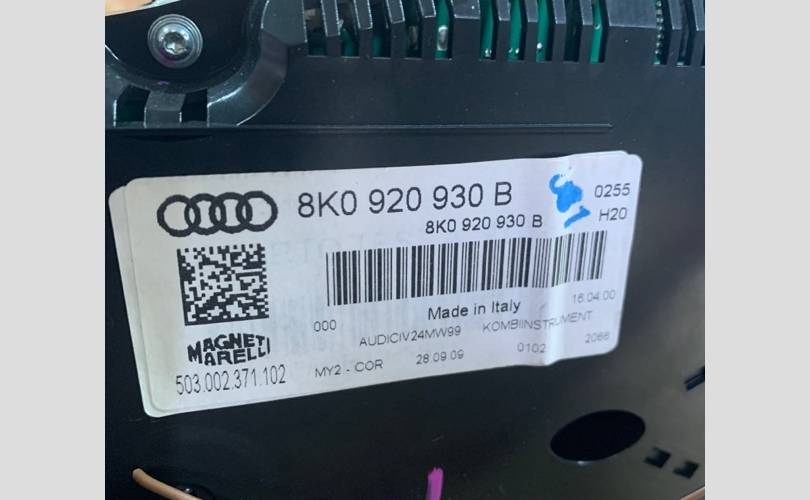 8K0 920 930 B
0255
8K0 920 930 B
H20
000
Made in Italy
16:04:00
AUDICIV24MW99
KOMBIINSTRUMENT
MAGNETI
MARELLI
503.002.371.102
MY2 - COR
28.09.09
0102
2066